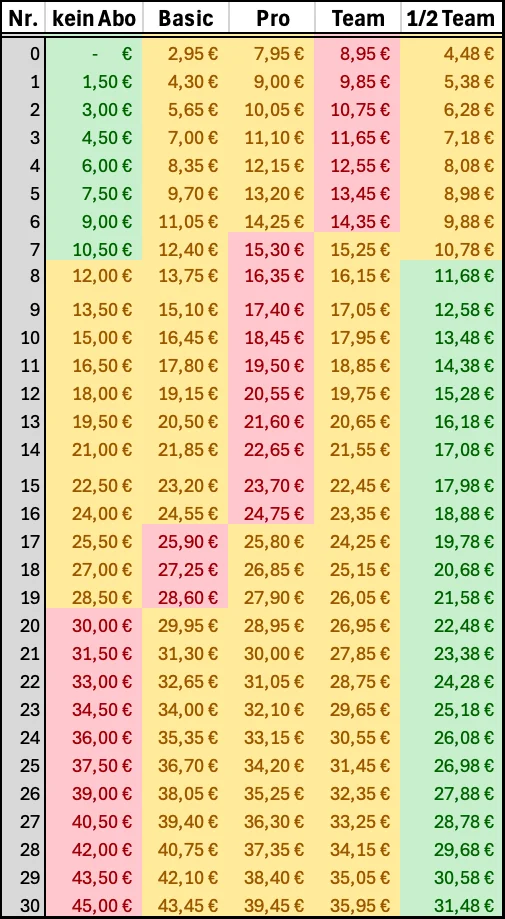 Nr. kein Abo Basic Pro Team 1/2 Team
0 - € 2,95 € 7,95 € 8,95 € 4,48 €
1 1,50 € 4,30 € 9,00 € 9,85 € 5,38 €
2 3,00 € 5,65 € 10,05 € 10,75 € 6,28 €
3 4,50 € 7,00 € 11,10 € 11,65 € 7,18 €
4 6,00 € 8,35 € 12,15 € 12,55 € 8,08 €
5 7,50 € 9,70 € 13,20 € 13,45 € 8,98 €
6 9,00 € 11,05 € 14,25 € 14,35 € 9,88 €
7 10,50 € 12,40 € 15,30 € 15,25 € 10,78 €
8 12,00 € 13,75 € 16,35 € 16,15 € 11,68 €
9 13,50 € 15,10 € 17,40 € 17,05 € 12,58 €
10 15,00 € 16,45 € 18,45 € 17,95 € 13,48 €
11 16,50 € 17,80 € 19,50 € 18,85 € 14,38 €
12 18,00 € 19,15 € 20,55 € 19,75 € 15,28 €
13 19,50 € 20,50 € 21,60 € 20,65 € 16,18 €
14 21,00 € 21,85 € 22,65 € 21,55 € 17,08 €
15 22,50 € 23,20 € 23,70 € 22,45 € 17,98 €
16 24,00 € 24,55 € 24,75 € 23,35 € 18,88 €
17 25,50 € 25,90 € 25,80 € 24,25 € 19,78 €
18 27,00 € 27,25 € 26,85 € 25,15 € 20,68 €
19 28,50 € 28,60 € 27,90 € 26,05 € 21,58 €
20 30,00 € 29,95 € 28,95 € 26,95 € 22,48 €
21 31,50 € 31,30 € 30,00 € 27,85 € 23,38 €
22 33,00 € 32,65 € 31,05 € 28,75 € 24,28 €
23 34,50 € 34,00 € 32,10 € 29,65 € 25,18 €
24 36,00 € 35,35 € 33,15 € 30,55 € 26,08 €
25 37,50 € 36,70 € 34,20 € 31,45 € 26,98 €
26 39,00 € 38,05 € 35,25 € 32,35 € 27,88 €
27 40,50 € 39,40 € 36,30 € 33,25 € 28,78 €
28 42,00 € 40,75 € 37,35 € 34,15 € 29,68 €
29 43,50 € 42,10 € 38,40 € 35,05 € 30,58 €
30 45,00 € 43,45 € 39,45 € 35,95 € 31,48 €